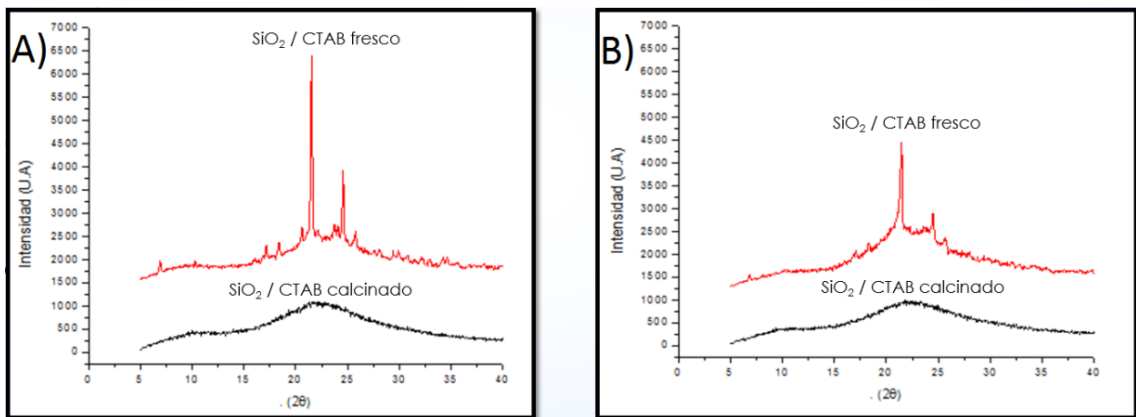 A)
SiO₂ / CTAB fresco
SiO₂ / CTAB calcinado
Intensidad (U.A)
7000
6500
6000
5500
5000
4500
4000
3500
3000
2500
2000
1500
1000
500
0
0 5 10 15 20 25 30 35 40
. (2θ)
B)
SiO₂ / CTAB fresco
SiO₂ / CTAB calcinado
Intensidad (U.A)
7000
6500
6000
5500
5000
4500
4000
3500
3000
2500
2000
1500
1000
500
0
0 5 10 15 20 25 30 35 40
. (2θ)